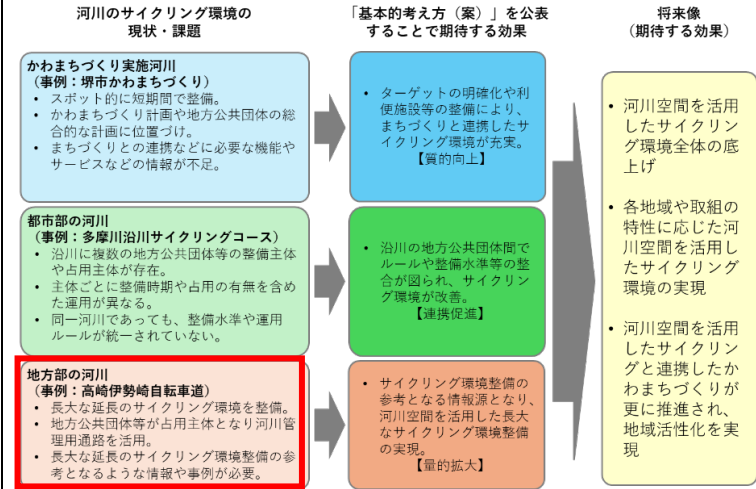 河川のサイクリング環境の
現状・課題
かわまちづくり実施河川
（事例：堺市かわまちづくり）
• スポット的に短期間で整備。
• かわまちづくり計画や地方公共団体の総
合的な計画に位置づけ。
• まちづくりとの連携などに必要な機能や
サービスなどの情報が不足。
都市部の河川
（事例：多摩川沿川サイクリングコース）
• 沿川に複数の地方公共団体等の整備主体
や占用主体が存在。
• 主体ごとに整備時期や占用の有無を含め
た運用が異なる。
• 同一河川であっても、整備水準や運用
ルールが統一されていない。
地方部の河川
（事例：高崎伊勢崎自転車道）
• 長大な延長のサイクリング環境を整備。
• 地方公共団体等が占用主体となり河川管
理用通路を活用。
• 長大な延長のサイクリング環境整備の参
考となるような情報や事例が必要。
「基本的考え方（案）」を公表
することで期待する効果
• ターゲットの明確化や利
便施設等の整備により、
まちづくりと連携したサ
イクリング環境が充実。
【質的向上】
• 沿川の地方公共団体間で
ルールや整備水準等の整
合が図られ、サイクリン
グ環境が改善。
【連携促進】
• サイクリング環境整備の
参考となる情報源となり、
河川空間を活用した長大
なサイクリング環境整備
の実現。
【量的拡大】
将来像
（期待する効果）
• 河川空間を活用
したサイクリン
グ環境全体の底
上げ
• 各地域や取組の
特性に応じた河
川空間を活用し
たサイクリング
環境の実現
• 河川空間を活用
したサイクリン
グと連携したか
わまちづくりが
更に推進され、
地域活性化を実
現